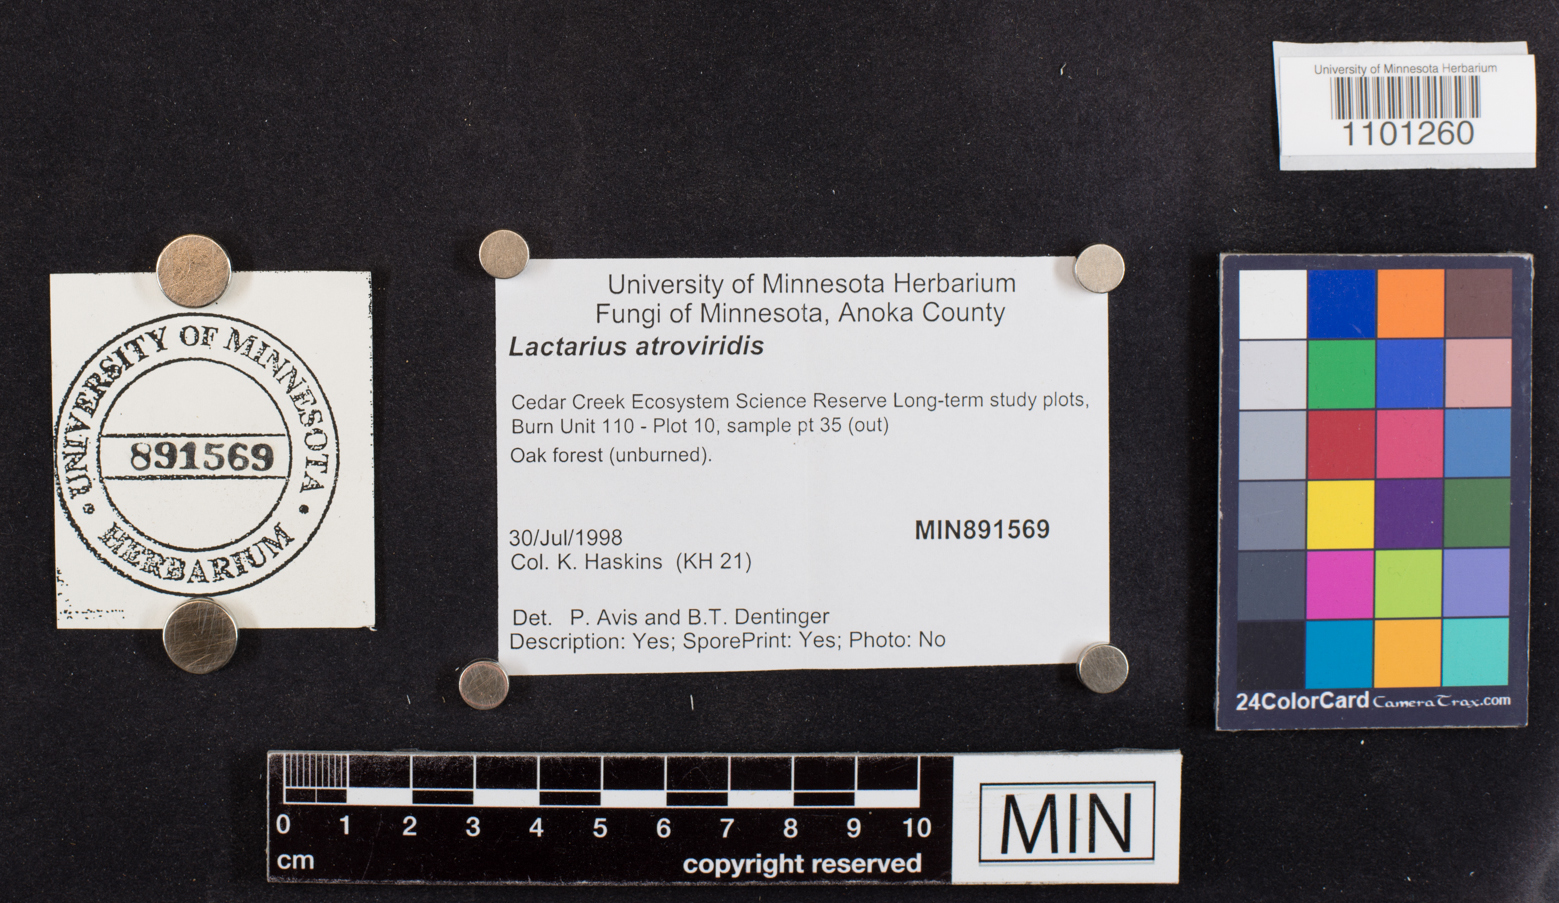 University of Minnesota Herbarium
1101260
UNIVERSITY OF MINNESOTA
891569
HERBARIUM
University of Minnesota Herbarium
Fungi of Minnesota, Anoka County
Lactarius atroviridis
Cedar Creek Ecosystem Science Reserve Long-term study plots,
Burn Unit 110 - Plot 10, sample pt 35 (out)
Oak forest (unburned).
30/Jul/1998
MIN891569
Col. K. Haskins (KH 21)
Det. P. Avis and B.T. Dentinger
Description: Yes; SporePrint: Yes; Photo: No
24ColorCard CameraTrax.com
0 1 2 3 4 5 6 7 8 9 10
cm
copyright reserved
MIN